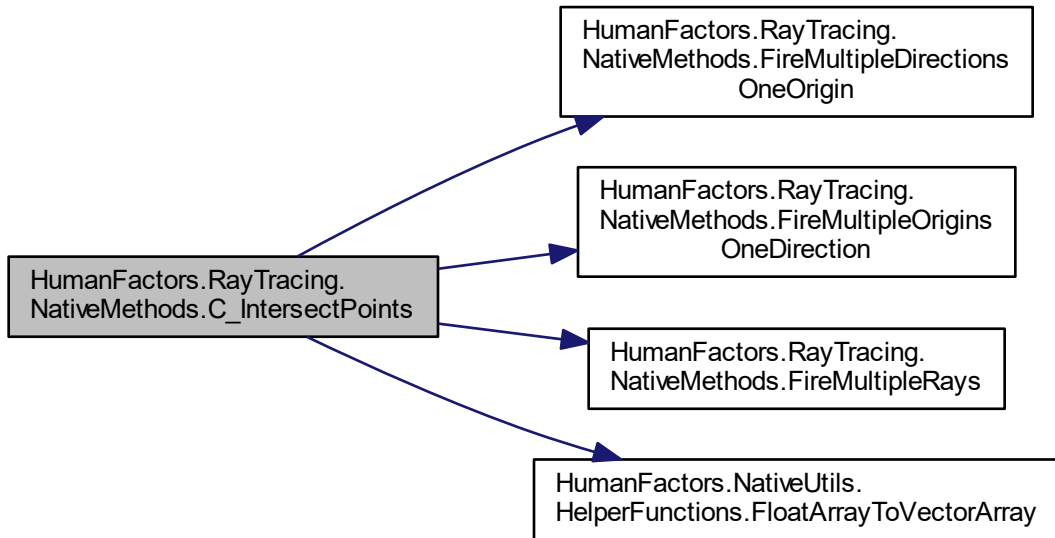 HumanFactors.RayTracing.
NativeMethods.FireMultipleDirections
OneOrigin
HumanFactors.RayTracing.
NativeMethods.FireMultipleOrigins
OneDirection
HumanFactors.RayTracing.
NativeMethods.C_IntersectPoints
HumanFactors.RayTracing.
NativeMethods.FireMultipleRays
HumanFactors.NativeUtils.
HelperFunctions.FloatArrayToVectorArray